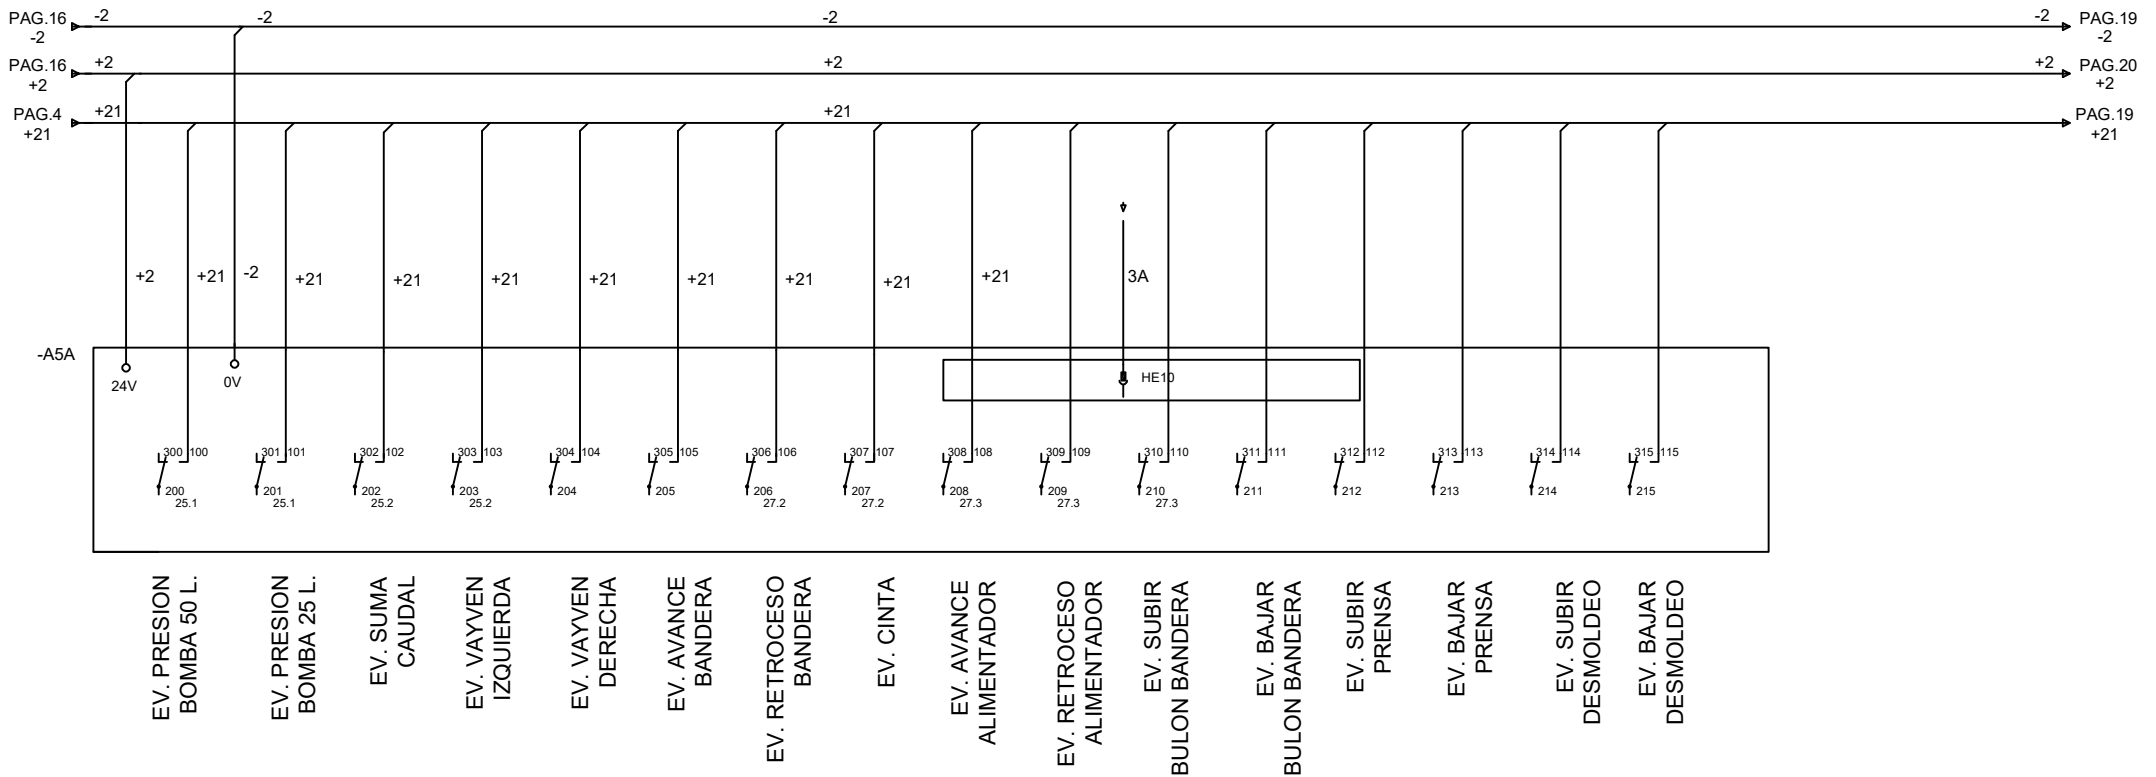 PAG.16 -2 -2 -2 -2 PAG.19
-2 -2
PAG.16 +2 +2 +2 PAG.20
+2 +2
PAG.4 +21 +21 PAG.19
+21 +21
+2 +21 -2 +21 +21 +21 +21 +21 +21 +21 +21 3A
-A5A
24V 0V HE10
300 100 301 101 302 102 303 103 304 104 305 105 306 106 307 107 308 108 309 109 310 110 311 111 312 112 313 113 314 114 315 115
200 201 202 203 204 205 206 207 208 209 210 211 212 213 214 215
25.1 25.1 25.2 25.2 27.2 27.2 27.3 27.3 27.3
EV. PRESION
BOMBA 50 L.
EV. PRESION
BOMBA 25 L.
EV. SUMA
CAUDAL
EV. VAYVEN
IZQUIERDA
EV. VAYVEN
DERECHA
EV. AVANCE
BANDERA
EV. RETROCESO
BANDERA
EV. CINTA
EV. AVANCE
ALIMENTADOR
EV. RETROCESO
ALIMENTADOR
EV. SUBIR
BULON BANDERA
EV. BAJAR
BULON BANDERA
EV. SUBIR
PRENSA
EV. BAJAR
PRENSA
EV. SUBIR
DESMOLDEO
EV. BAJAR
DESMOLDEO